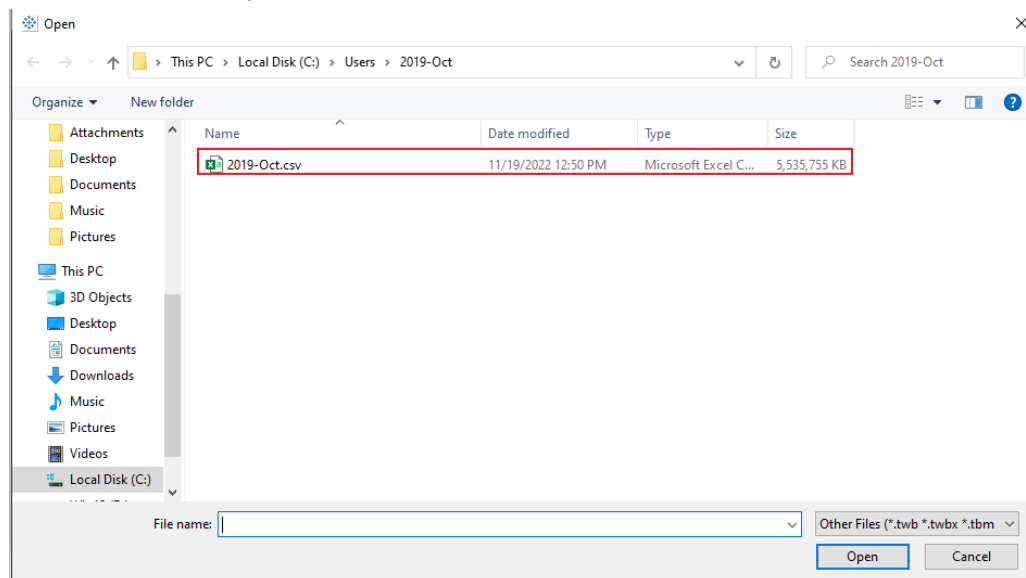 Open
This PC > Local Disk (C:) > Users > 2019-Oct
Search 2019-Oct
Organize
New folder
Attachments
Desktop
Documents
Music
Pictures
This PC
3D Objects
Desktop
Documents
Downloads
Music
Pictures
Videos
Local Disk (C:)
Name Date modified Type Size
2019-Oct.csv 11/19/2022 12:50 PM Microsoft Excel C... 5,535,755 KB
File name:
Other Files (*.twb *.twbx *.tbm
Open Cancel